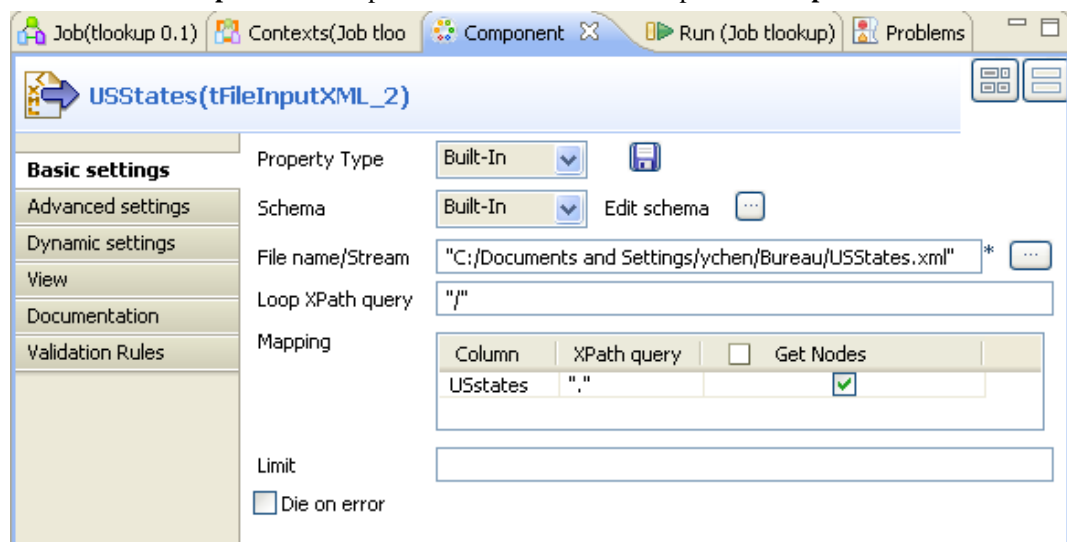 Job(tlookup 0.1) Contexts(Job tloo Component Run (Job tlookup) Problems
USStates(tFileInputXML_2)
Basic settings
Advanced settings
Dynamic settings
View
Documentation
Validation Rules
Property Type Built-In
Schema Built-In Edit schema ...
File name/Stream "C:/Documents and Settings/ychen/Bureau/USStates.xml" * ...
Loop XPath query "/"
Mapping
Column XPath query Get Nodes
USstates "."
Limit
Die on error